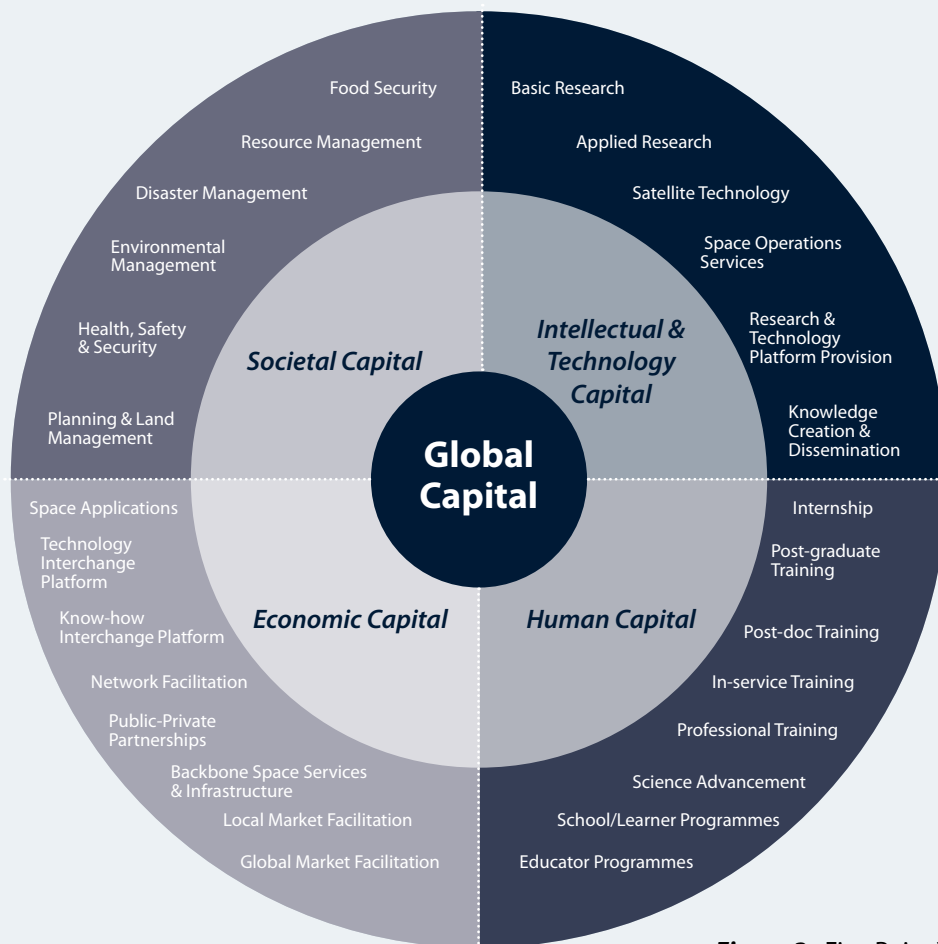 Food Security
Resource Management
Disaster Management
Environmental
Management
Health, Safety
& Security
Planning & Land
Management
Basic Research
Applied Research
Satellite Technology
Space Operations
Services
Research &
Technology
Platform Provision
Knowledge
Creation &
Dissemination
Societal Capital
Intellectual &
Technology
Capital
Global
Capital
Economic Capital
Human Capital
Space Applications
Technology
Interchange
Platform
Know-how
Interchange Platform
Network Facilitation
Public-Private
Partnerships
Backbone Space Services
& Infrastructure
Local Market Facilitation
Global Market Facilitation
Internship
Post-graduate
Training
Post-doc Training
In-service Training
Professional Training
Science Advancement
School/Learner Programmes
Educator Programmes